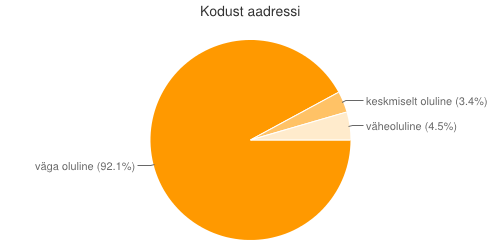 Kodust aadressi
keskmiselt oluline (3.4%)
väheoluline (4.5%)
väga oluline (92.1%)